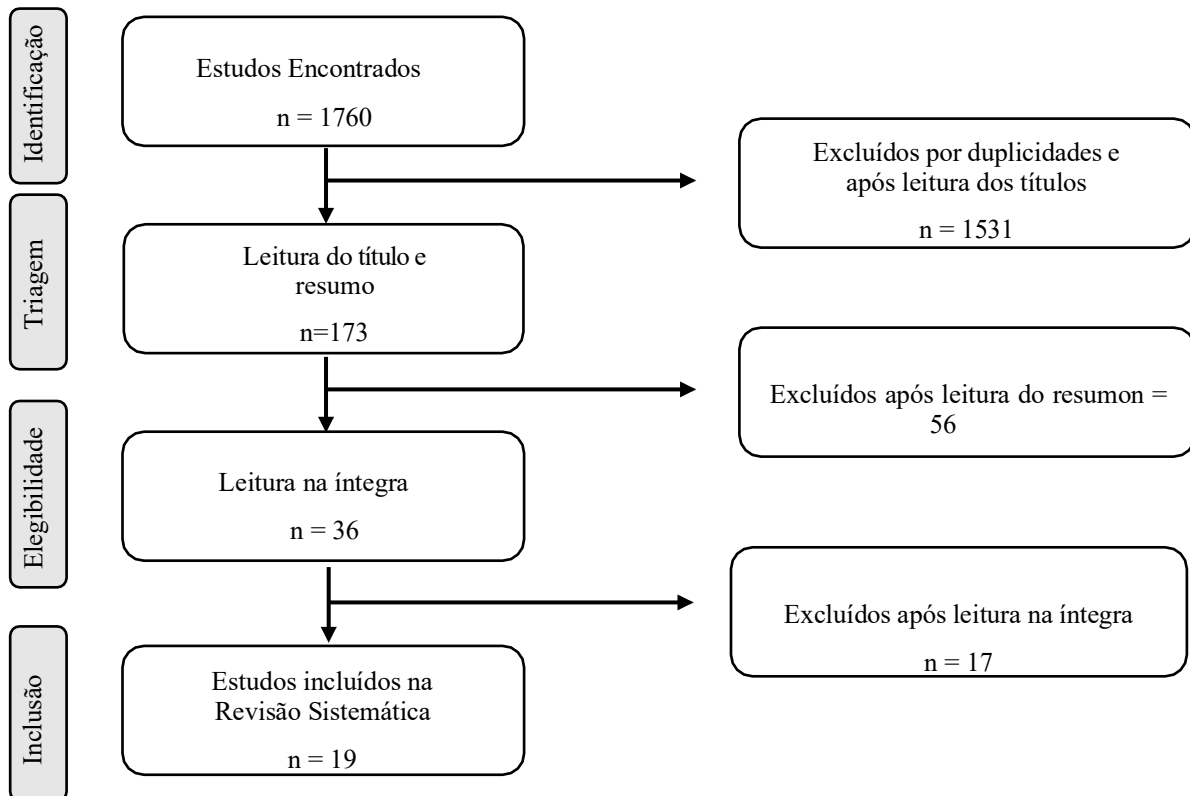 Identificação
Estudos Encontrados
n = 1760
Excluídos por duplicidades e
após leitura dos títulos
n = 1531
Triagem
Leitura do título e
resumo
n=173
Excluídos após leitura do resumon =
56
Elegibilidade
Leitura na íntegra
n = 36
Excluídos após leitura na íntegra
n = 17
Inclusão
Estudos incluídos na
Revisão Sistemática
n = 19